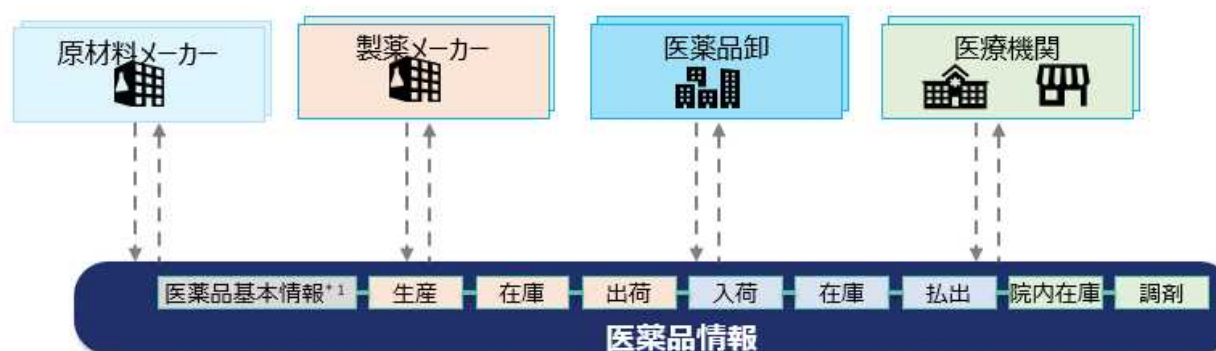 原材料メーカー
製薬メーカー
医薬品卸
医療機関
医薬品基本情報*1
生産
在庫
出荷
入荷
在庫
払出
院内在庫
調剤
医薬品情報